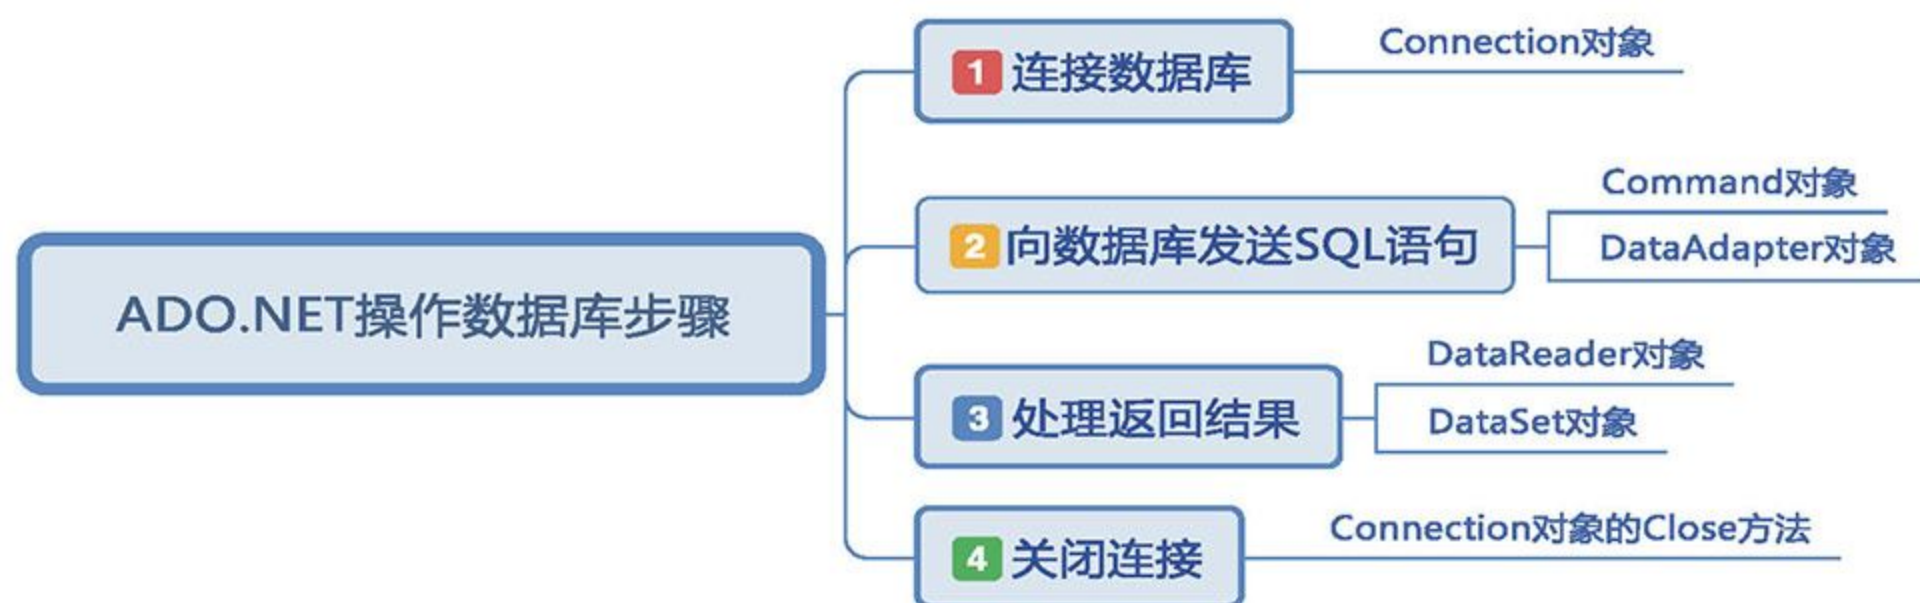 ADO.NET操作数据库步骤
1 连接数据库
Connection对象
2 向数据库发送SQL语句
Command对象
DataAdapter对象
3 处理返回结果
DataReader对象
DataSet对象
4 关闭连接
Connection对象的Close方法